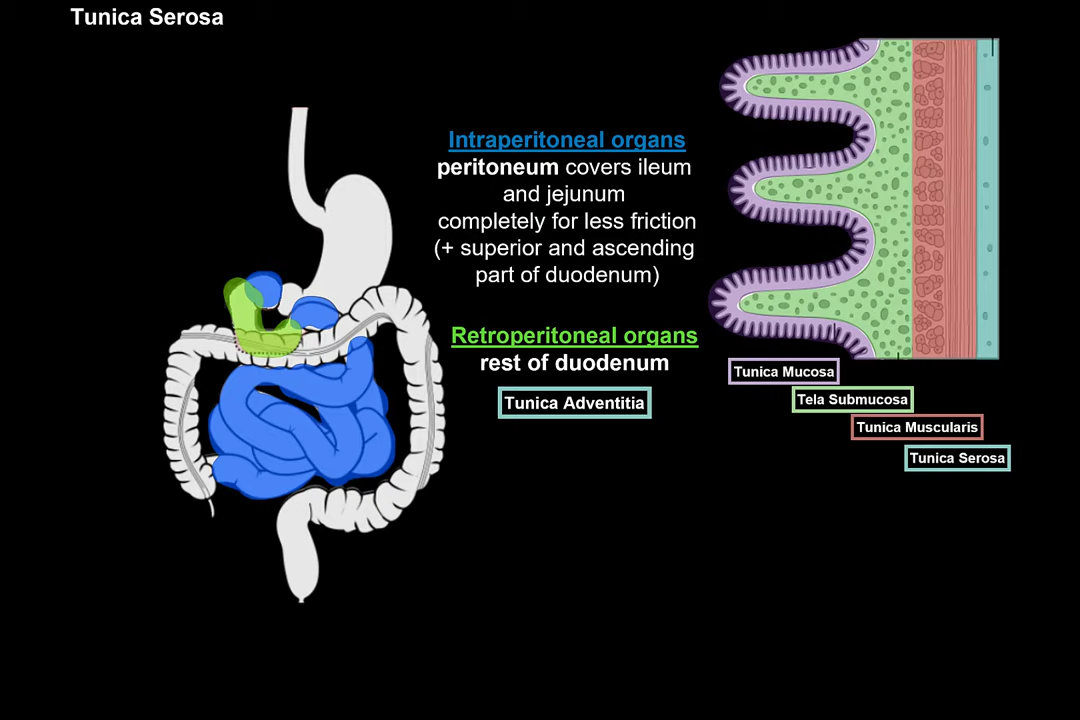 Tunica Serosa
Intraperitoneal organs
peritoneum covers ileum
and jejunum
completely for less friction
(+ superior and ascending
part of duodenum)
Retroperitoneal organs
rest of duodenum
Tunica Adventitia
Tunica Mucosa
Tela Submucosa
Tunica Muscularis
Tunica Serosa